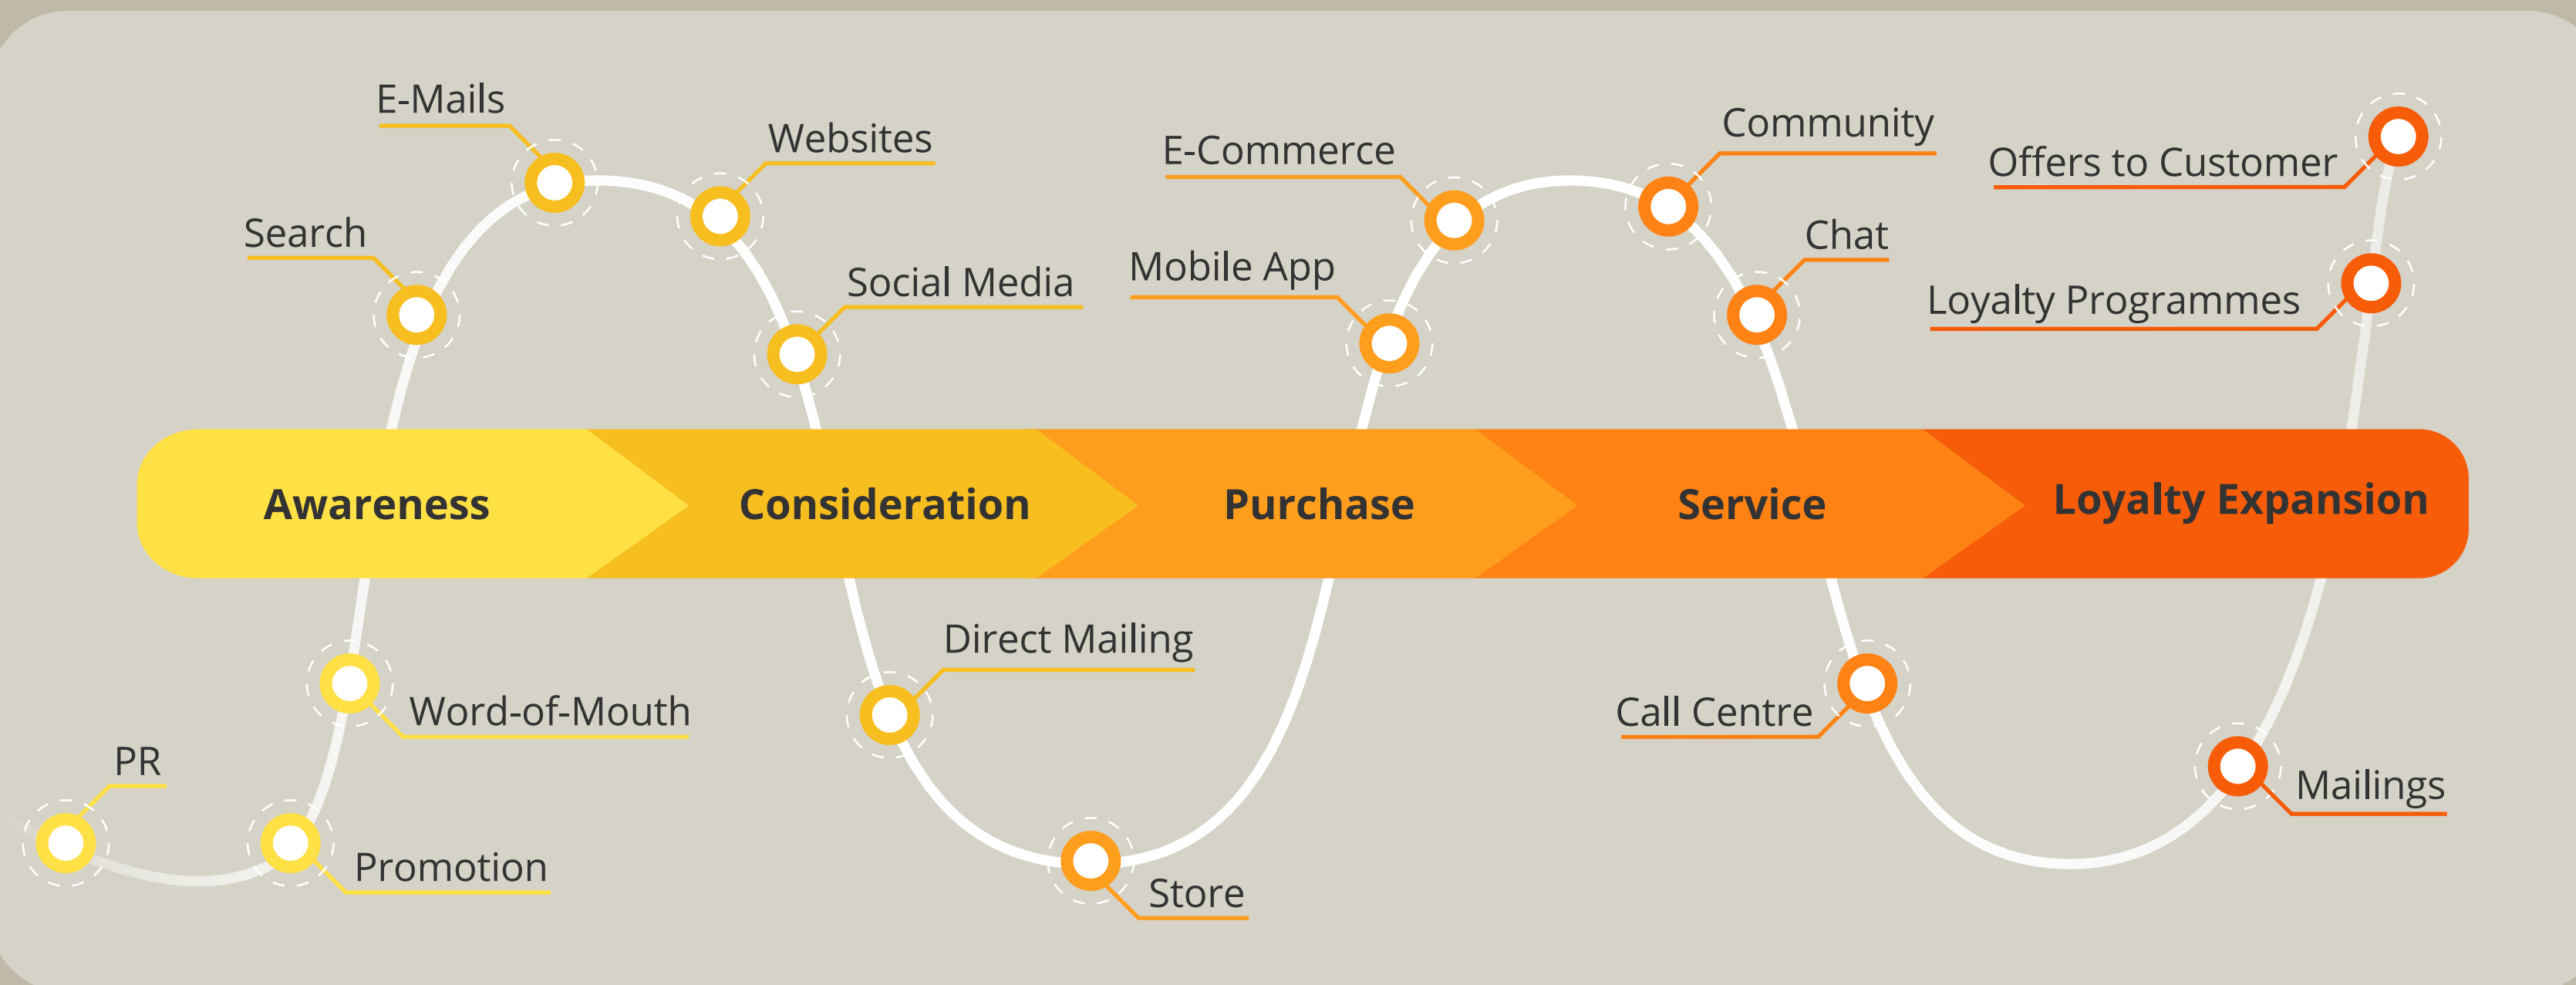 E-Mails
Websites
Search
Social Media
E-Commerce
Mobile App
Community
Chat
Offers to Customer
Loyalty Programmes
Awareness
Consideration
Purchase
Service
Loyalty Expansion
PR
Word-of-Mouth
Promotion
Direct Mailing
Store
Call Centre
Mailings